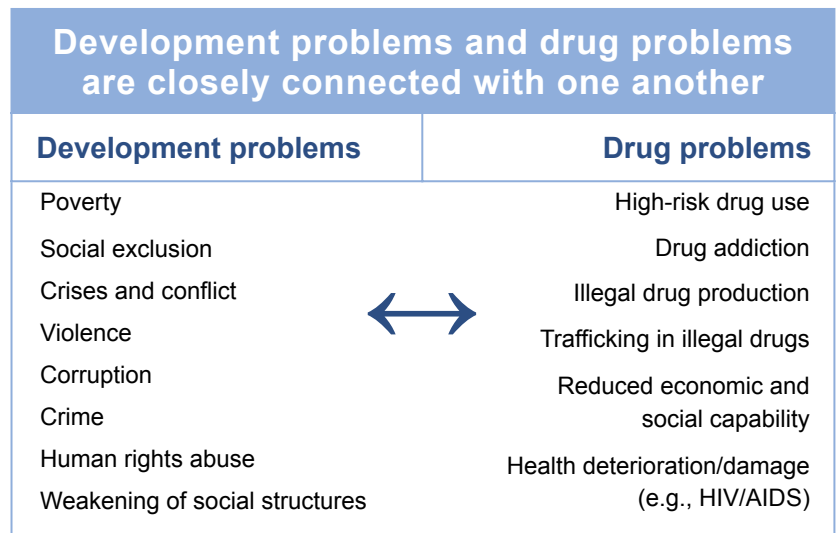 Development problems and drug problems
are closely connected with one another
Development problems
Drug problems
Poverty
Social exclusion
Crises and conflict
Violence
Corruption
Crime
Human rights abuse
Weakening of social structures
High-risk drug use
Drug addiction
Illegal drug production
Trafficking in illegal drugs
Reduced economic and
social capability
Health deterioration/damage
(e.g., HIV/AIDS)